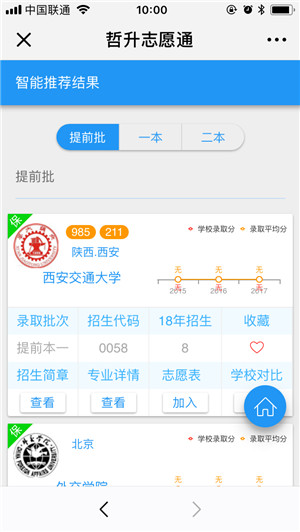 中国联通 10:00
哲升志愿通
智能推荐结果
提前批 一本 二本
提前批
保 985 211 学校录取分 录取平均分
陕西.西安
西安交通大学
无 无 无
无 无 无
2015 2016 2017
录取批次 招生代码 18年招生 收藏
提前本一 0058 8
招生简章 专业详情 志愿表 学校对比
查看 查看 加入
保 北京 学校录取分 录取平均分
外交学院
无 无 无